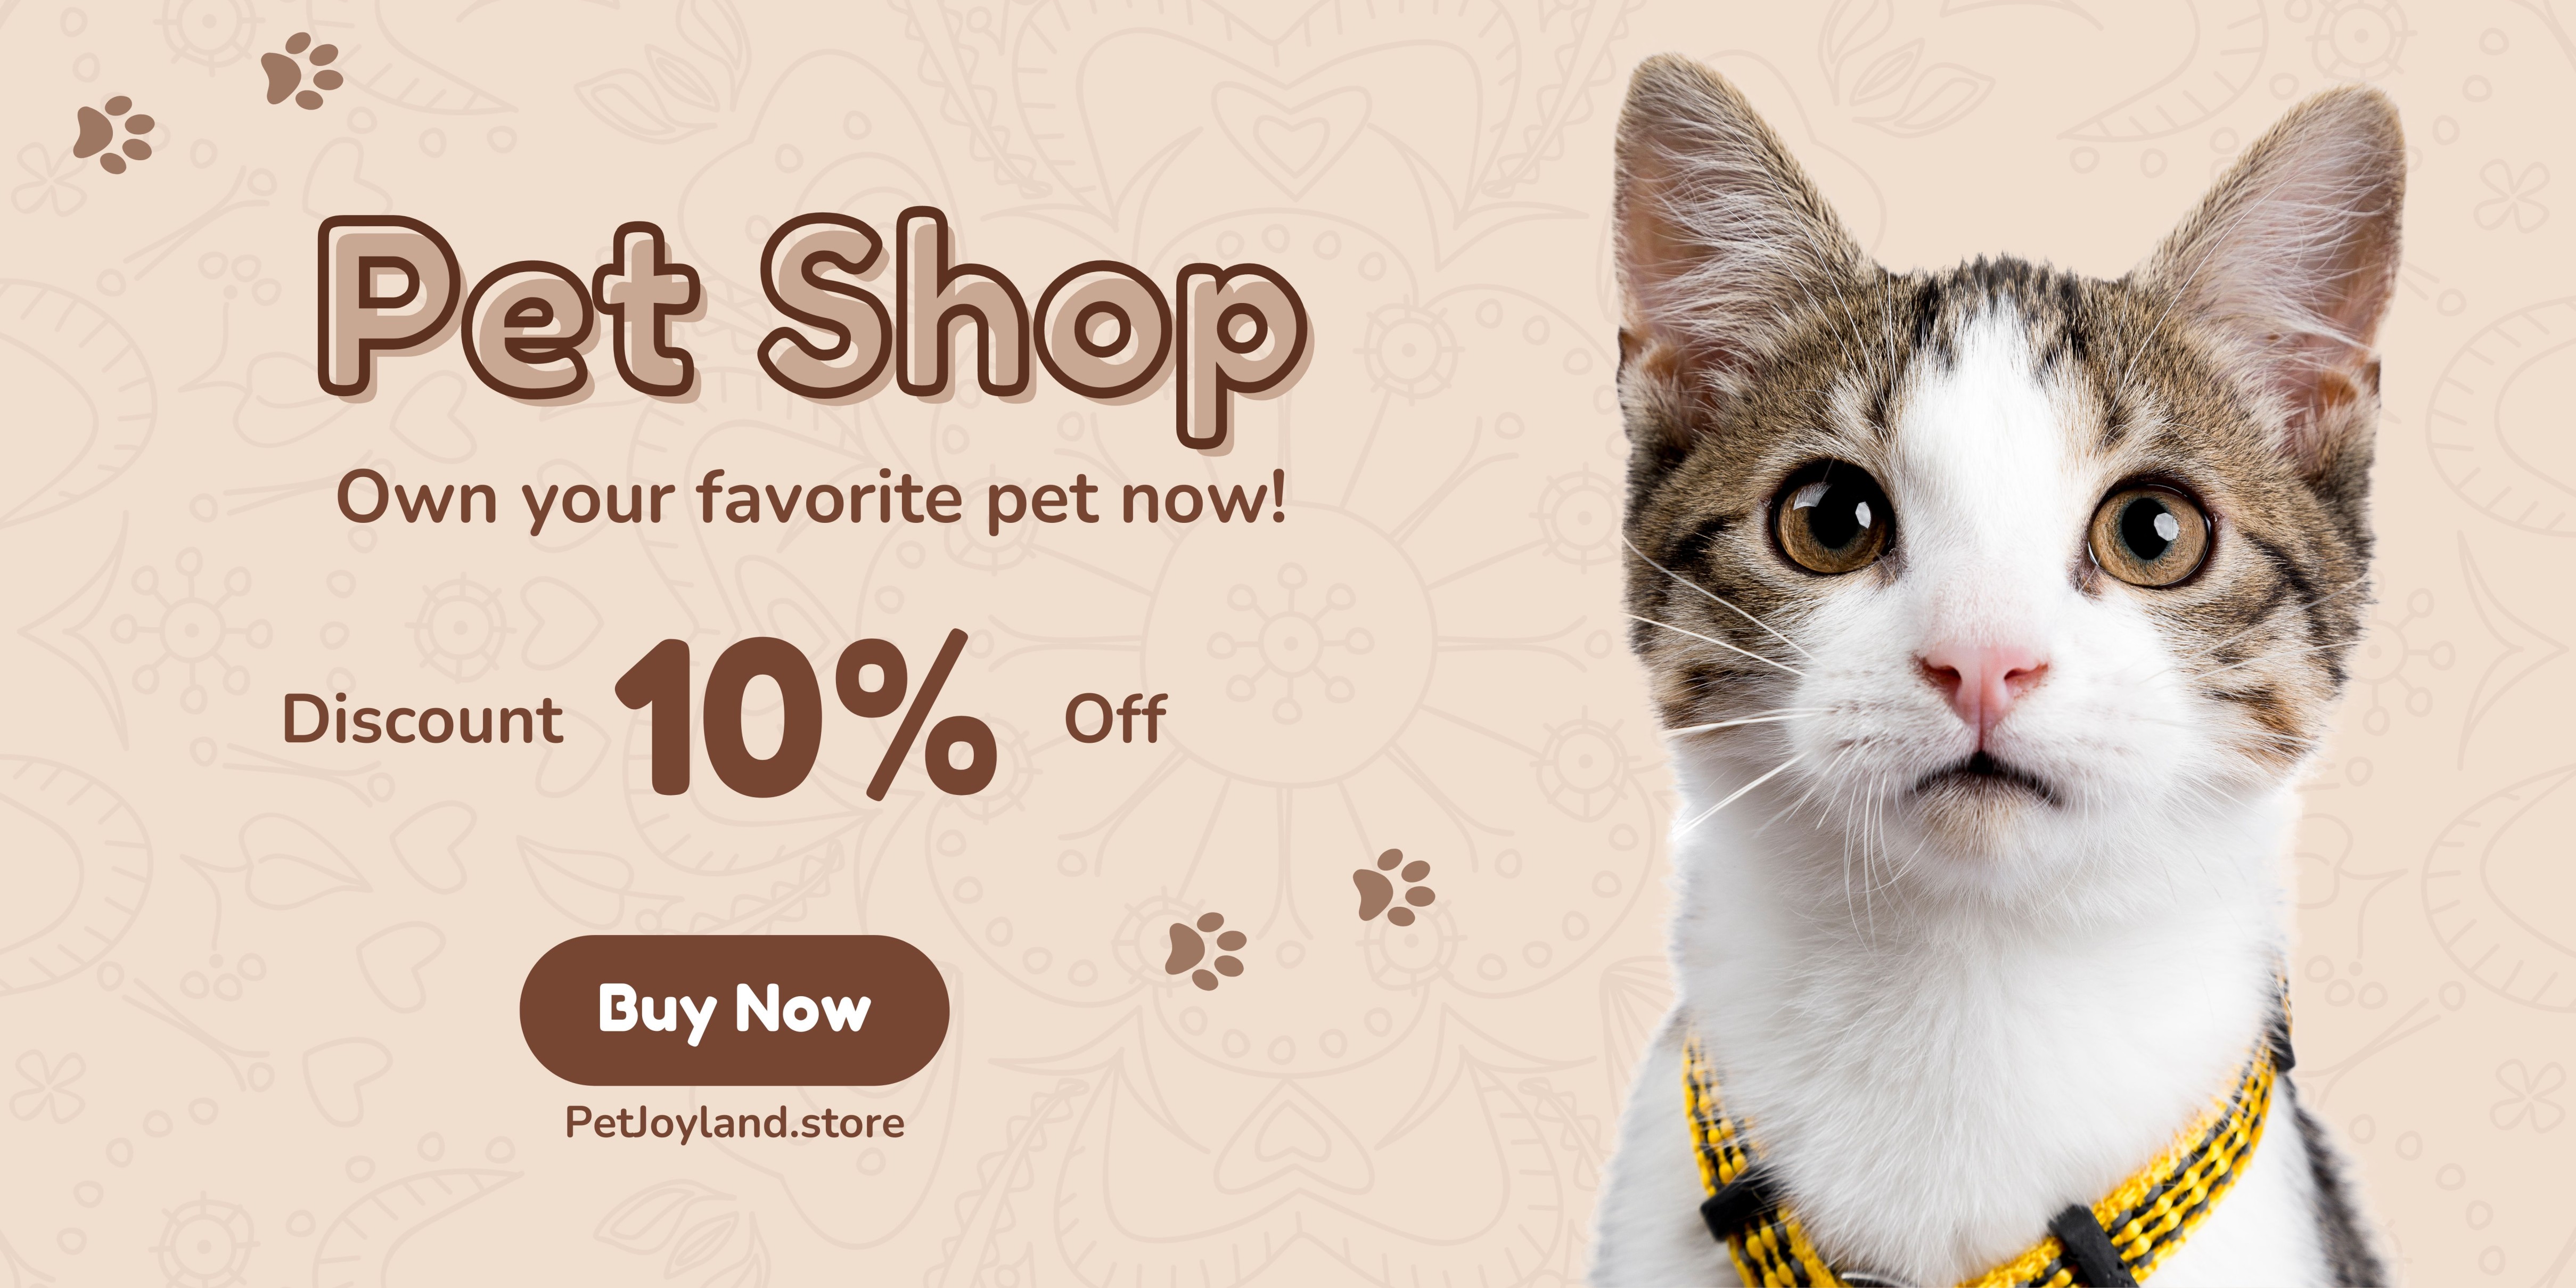 Pet Shop
Own your favorite pet now!
Discount 10% Off
Buy Now
PetJoyland.store